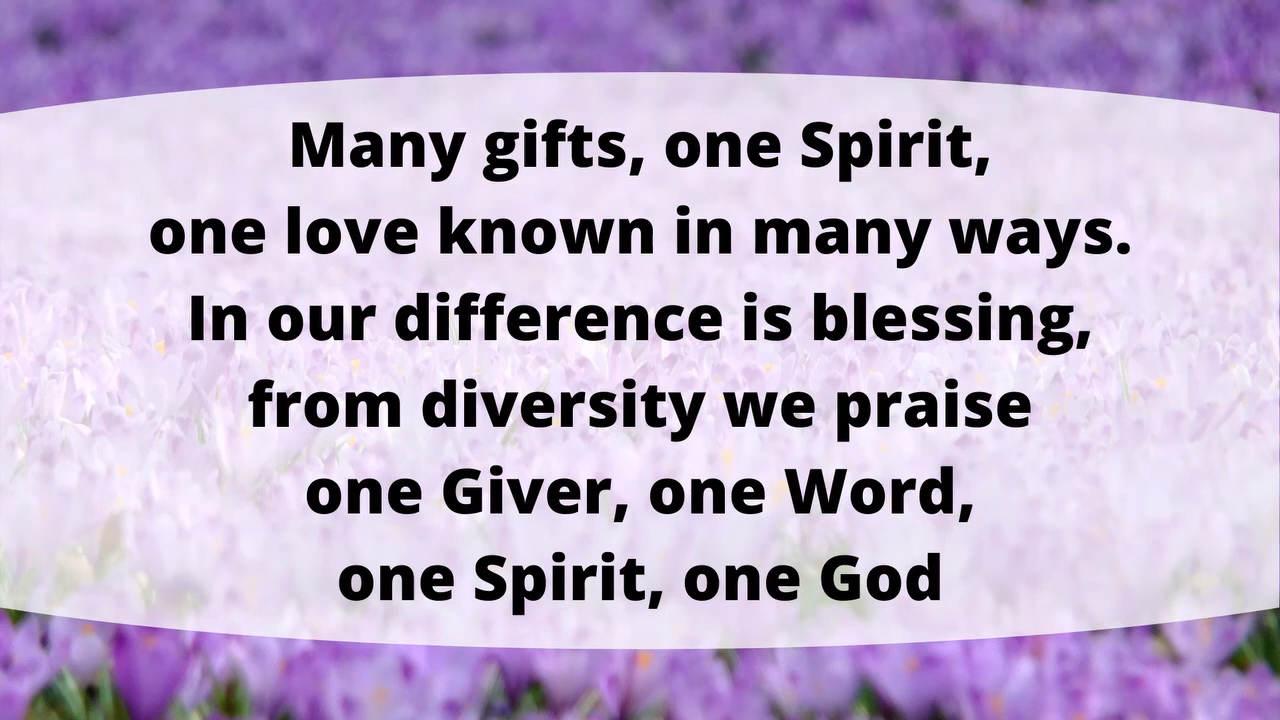 Many gifts, one Spirit,
one love known in many ways.
In our difference is blessing,
from diversity we praise
one Giver, one Word,
one Spirit, one God